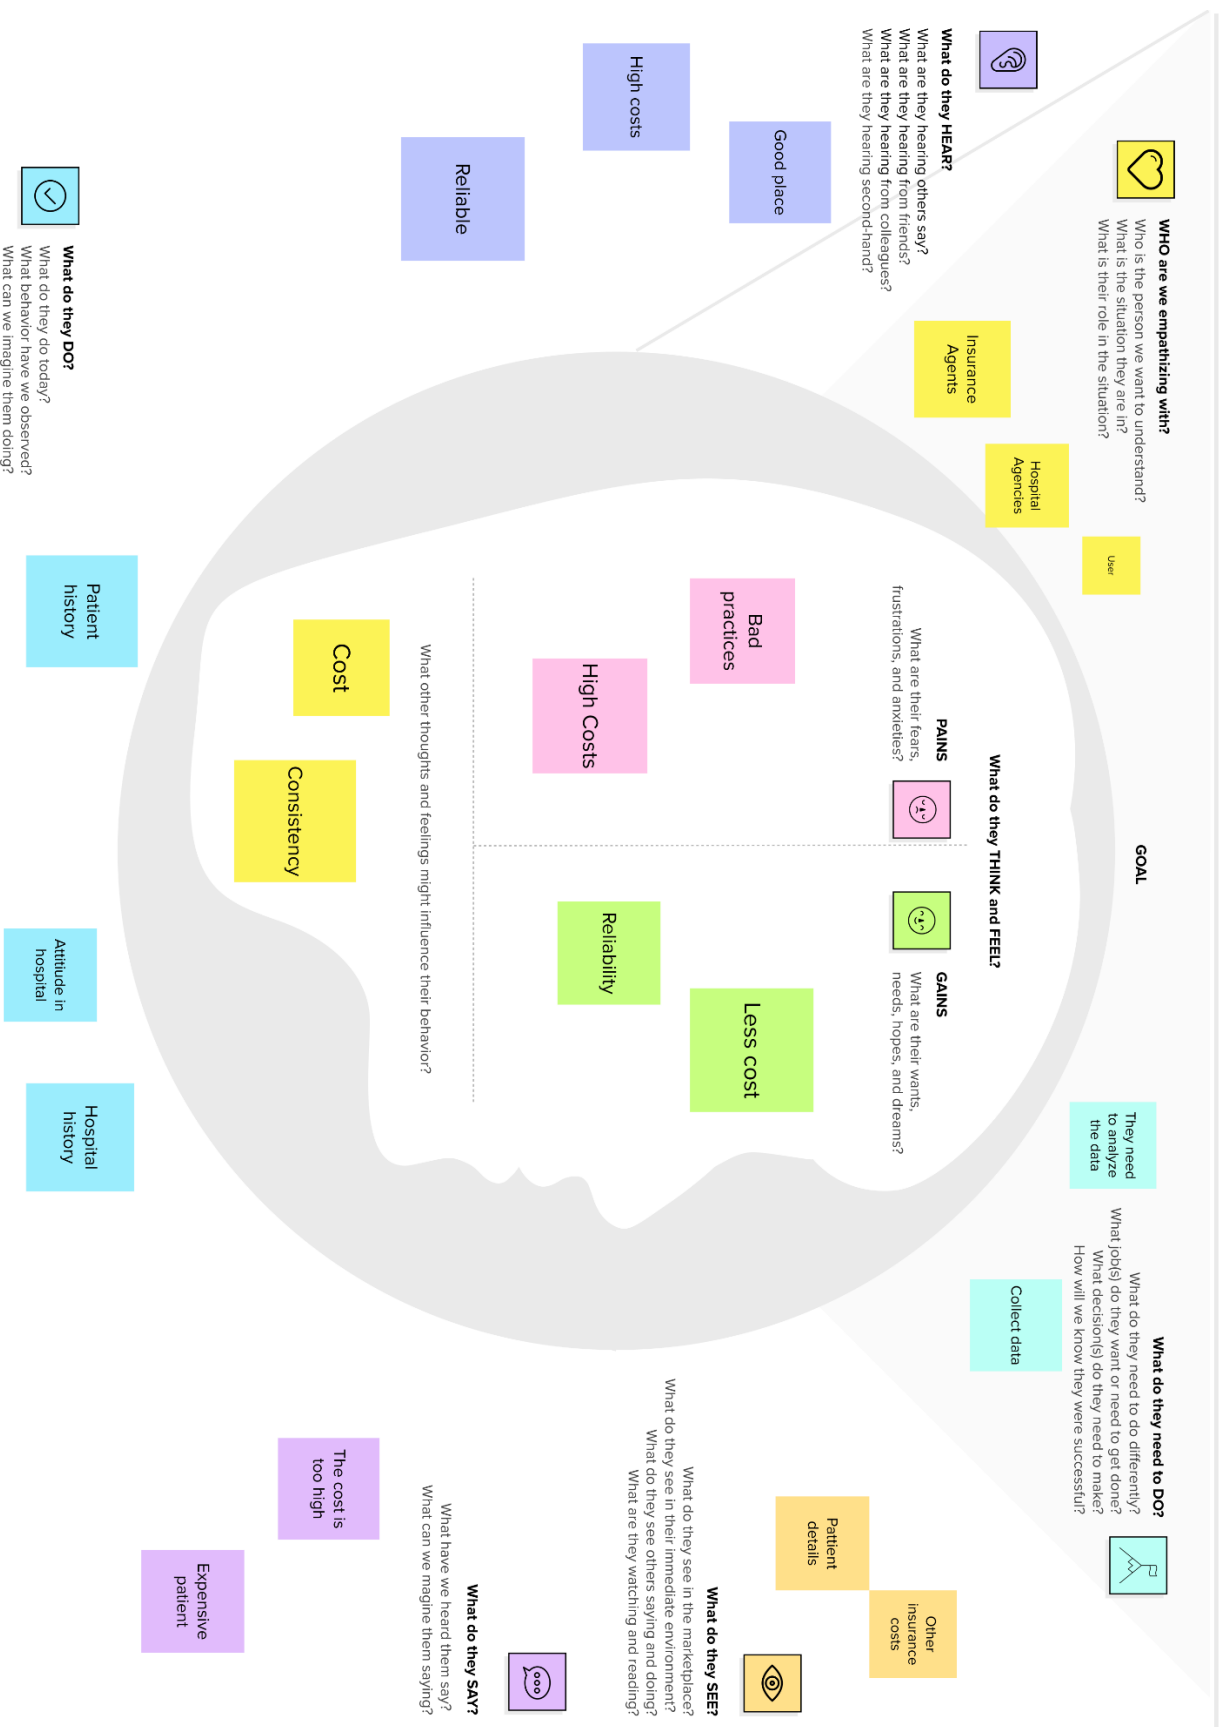 WHO are we empathizing with?
Who is the person we want to understand?
What is the situation they are in?
What is their role in the situation?
Insurance
Agents
Hospital
Agencies
User
GOAL
They need
to analyze
the data
Collect data
What do they need to DO?
What do they need to do differently?
What job(s) do they want or need to get done?
What decision(s) do they need to make?
How will we know they were successful?
What do they HEAR?
What are they hearing others say?
What are they hearing from friends?
What are they hearing from colleagues?
What are they hearing second-hand?
Good place
High costs
Reliable
What do they THINK and FEEL?
PAINS
What are their fears,
frustrations, and anxieties?
Bad
practices
High Costs
GAINS
What are their wants,
needs, hopes, and dreams?
Less cost
Reliability
What other thoughts and feelings might influence their behavior?
Cost
Consistency
Other
insurance
costs
Pattient
details
What do they SEE?
What do they see in the marketplace?
What do they see in their immediate environment?
What do they see others saying and doing?
What are they watching and reading?
What do they SAY?
What have we heard them say?
What can we magine them saying?
The cost is
too high
Expensive
patient
What do they DO?
What do they do today?
What behavior have we observed?
What can we imagine them doing?
Patient
history
Attitiude in
hospital
Hospital
history